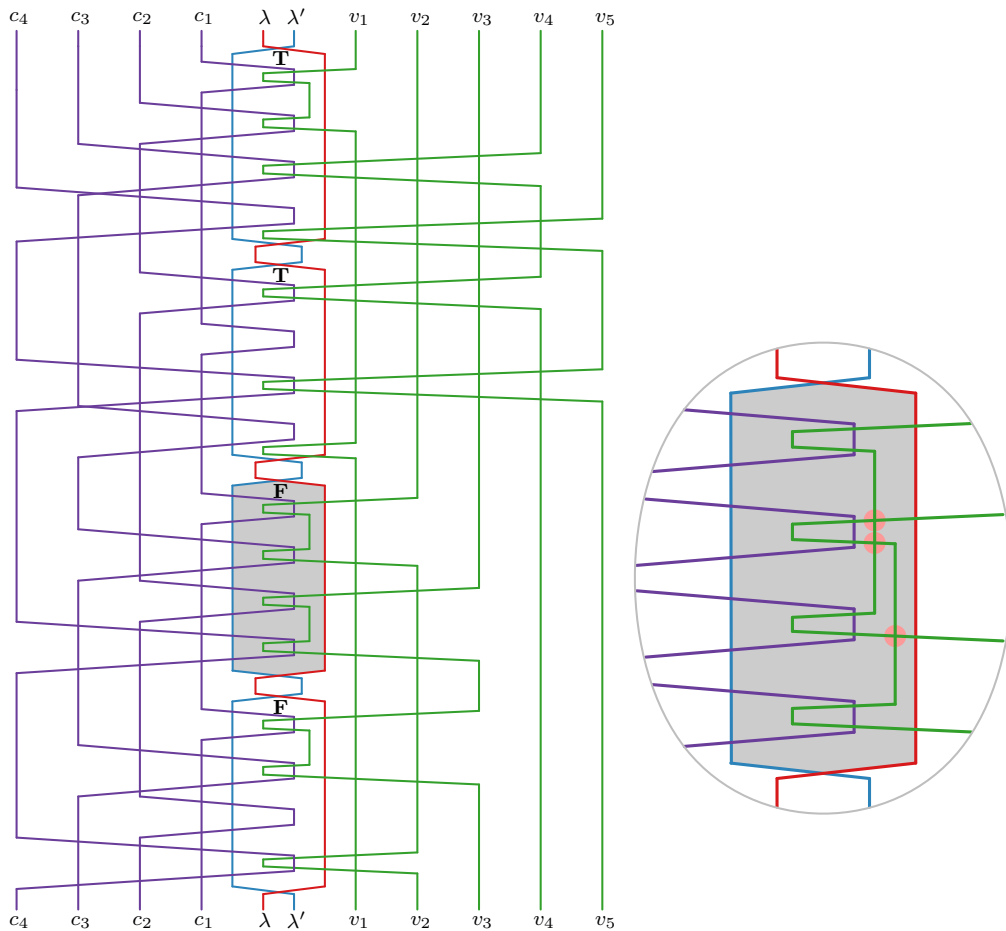 c₄ c₃ c₂ c₁ λ λ′ v₁ v₂ v₃ v₄ v₅
T
T
F
F
c₄ c₃ c₂ c₁ λ λ′ v₁ v₂ v₃ v₄ v₅